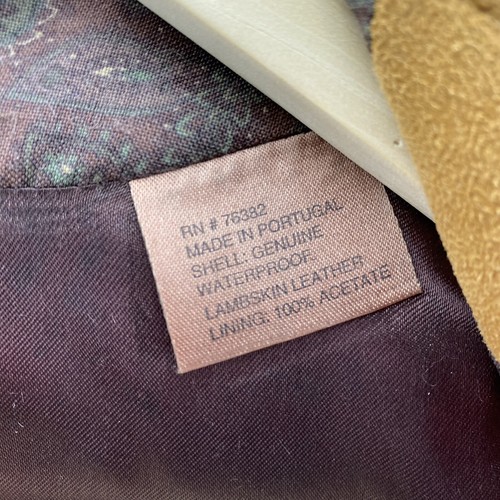 RN # 76382
MADE IN PORTUGAL
SHELL: GENUINE
WATERPROOF
LAMBSKIN LEATHER
LINING: 100% ACETATE